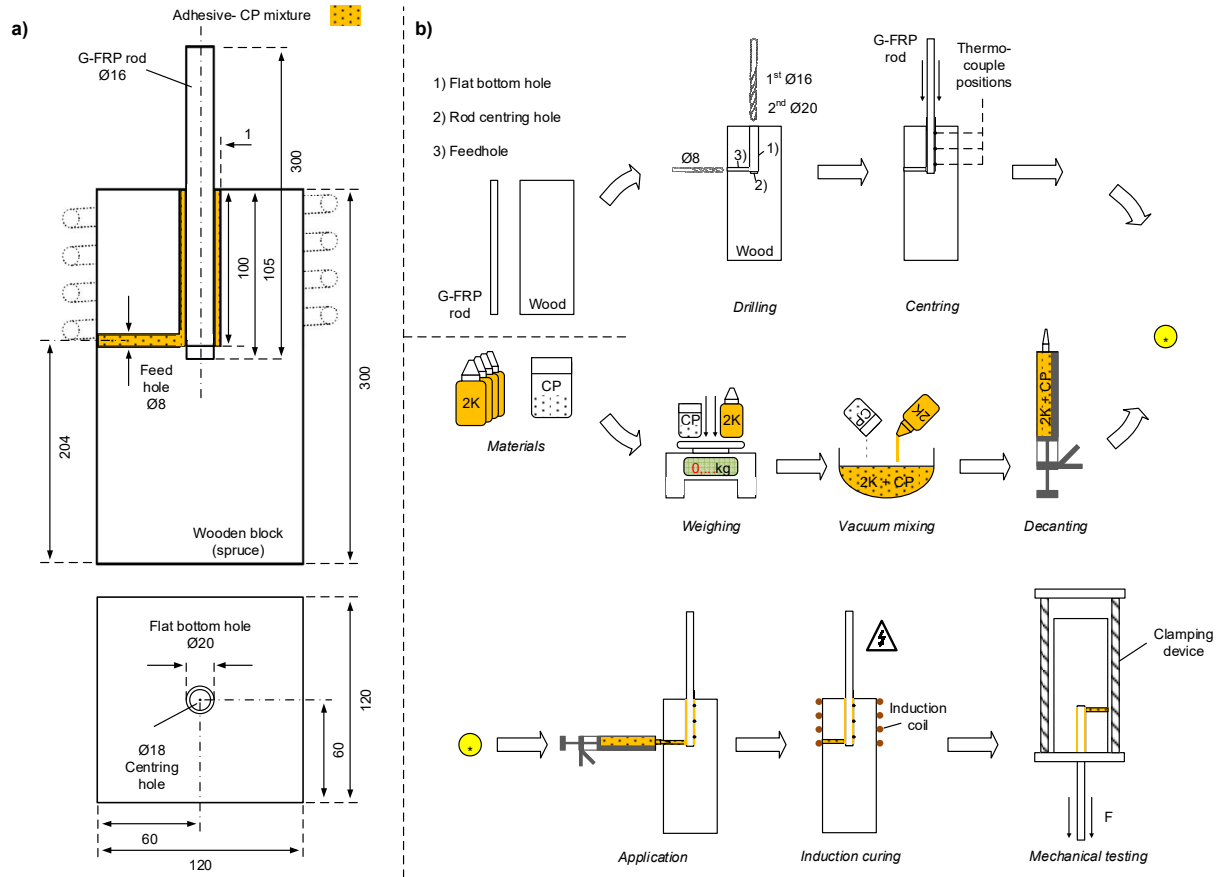 Adhesive- CP mixture
a)
G-FRP rod
Ø16
1
300
100
105
300
Feed
hole
Ø8
204
Wooden block
(spruce)
Flat bottom hole
Ø20
120
60
Ø18
Centring
hole
60
120
b)
1) Flat bottom hole
2) Rod centring hole
3) Feedhole
G-FRP
rod
Wood
1st Ø16
2nd Ø20
Ø8
3)
1)
2)
Wood
Drilling
G-FRP
rod
Thermo-
couple
positions
Centring
*
2K
CP
Materials
CP
2K
0,...kg
Weighing
CP
2K
2K + CP
Vacuum mixing
2K + CP
Decanting
*
Application
Induction
coil
Induction curing
Clamping
device
F
Mechanical testing